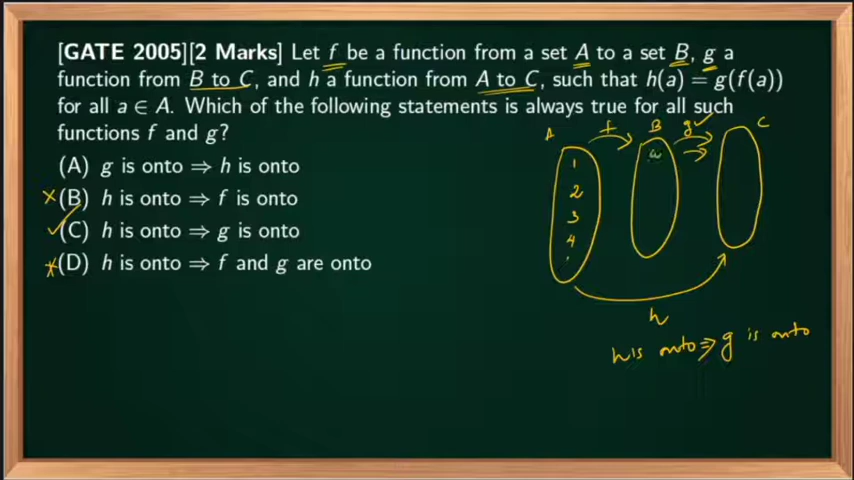 [GATE 2005][2 Marks] Let f be a function from a set A to a set B, g a
function from B to C, and h a function from A to C, such that h(a) = g(f(a))
for all a ∈ A. Which of the following statements is always true for all such
functions f and g?
(A) g is onto ⇒ h is onto
(B) h is onto ⇒ f is onto
(C) h is onto ⇒ g is onto
(D) h is onto ⇒ f and g are onto
A f B g C
1
2
3
4
h
h is onto ⇒ g is onto